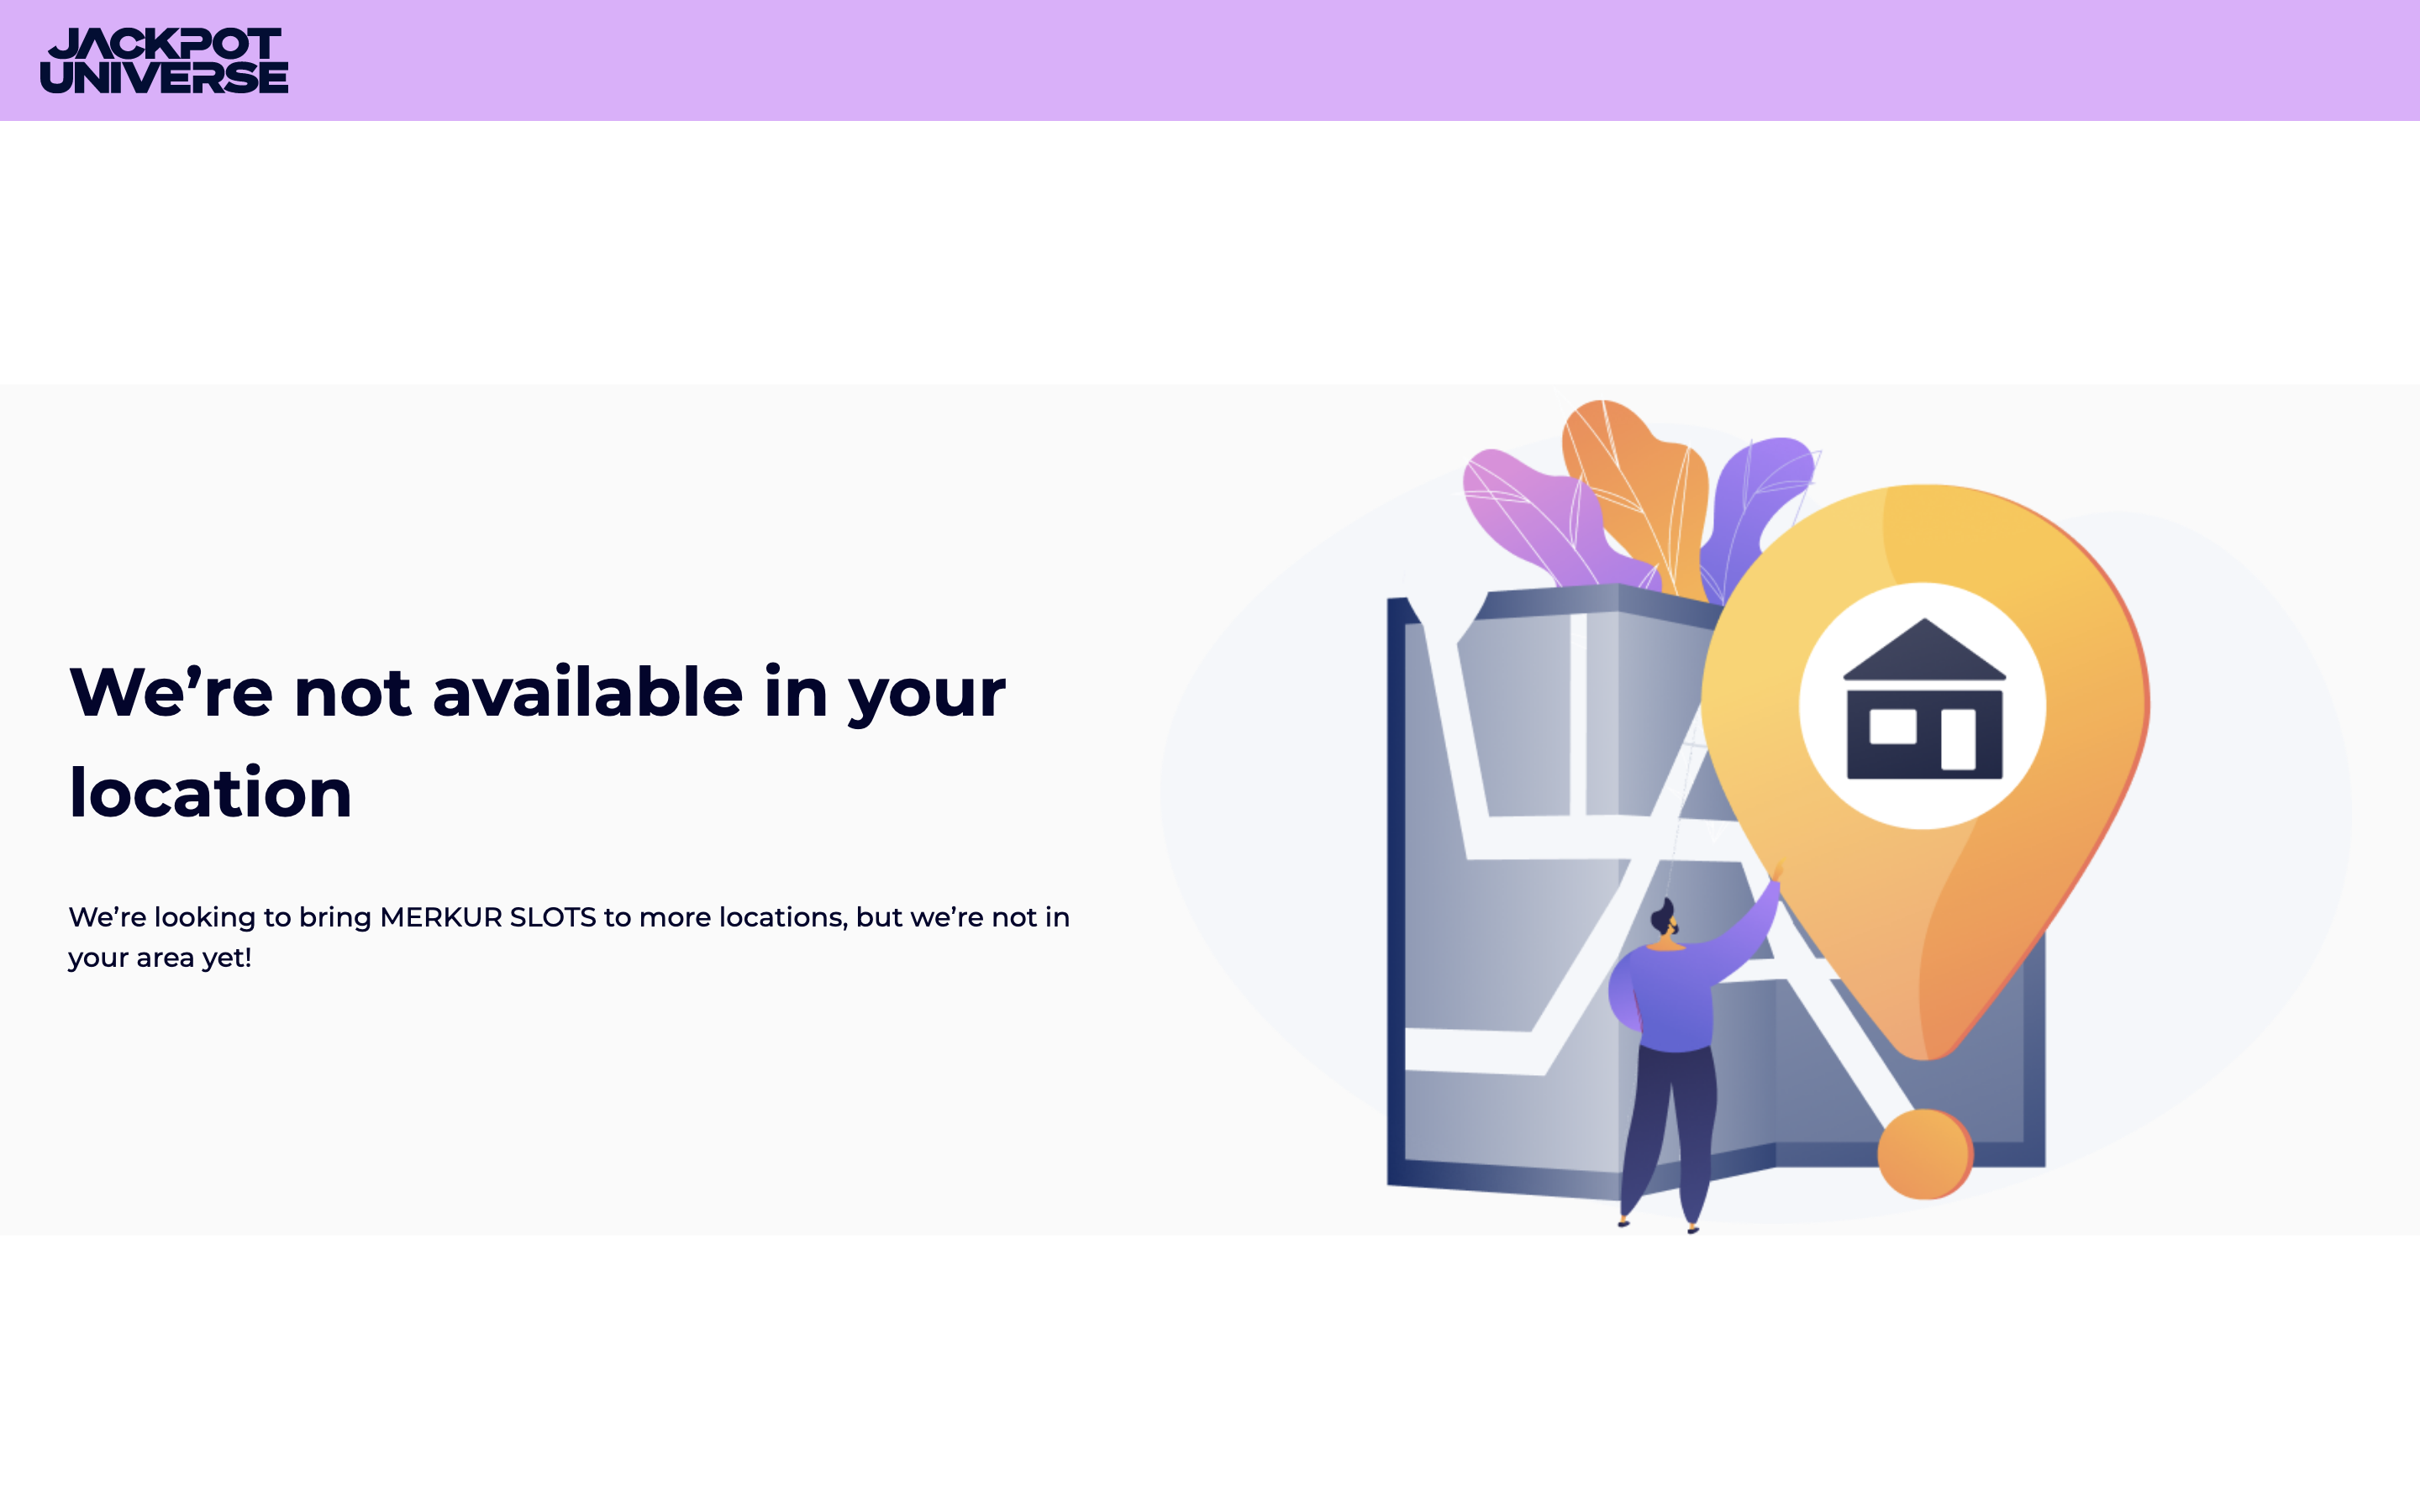 JACKPOT
UNIVERSE
We’re not available in your
location
We’re looking to bring MERKUR SLOTS to more locations, but we’re not in
your area yet!